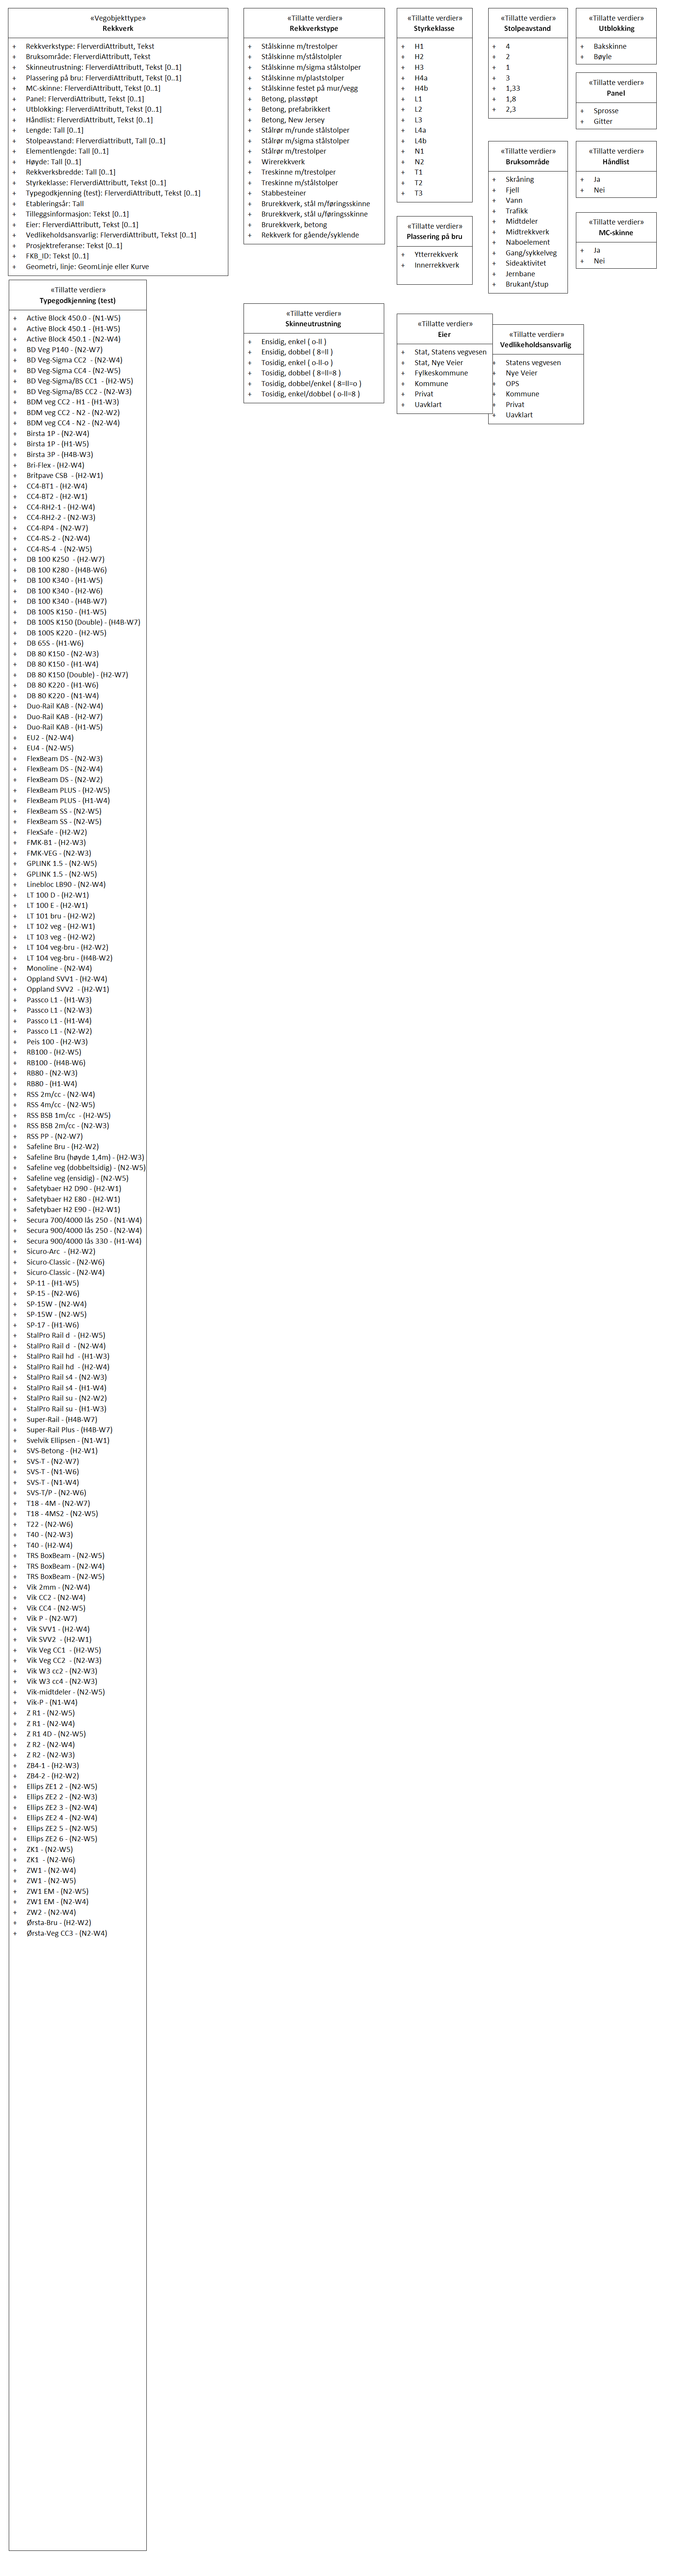 «Vegobjekttype»
Rekkverk
+ Rekkverkstype: FlerverdiAttributt, Tekst
+ Bruksområde: FlerverdiAttributt, Tekst
+ Skinneutrustning: FlerverdiAttributt, Tekst [0..1]
+ Plassering på bru: FlerverdiAttributt, Tekst [0..1]
+ MC-skinne: FlerverdiAttributt, Tekst [0..1]
+ Panel: FlerverdiAttributt, Tekst [0..1]
+ Utblokking: FlerverdiAttributt, Tekst [0..1]
+ Håndlist: FlerverdiAttributt, Tekst [0..1]
+ Lengde: Tall [0..1]
+ Stolpeavstand: Flerverdiattributt, Tall [0..1]
+ Elementlengde: Tall [0..1]
+ Høyde: Tall [0..1]
+ Rekkverksbredde: Tall [0..1]
+ Styrkeklasse: FlerverdiAttributt, Tekst [0..1]
+ Typegodkjenning (test): FlerverdiAttributt, Tekst [0..1]
+ Etableringsår: Tall
+ Tilleggsinformasjon: Tekst [0..1]
+ Eier: FlerverdiAttributt, Tekst [0..1]
+ Vedlikeholdsansvarlig: FlerverdiAttributt, Tekst [0..1]
+ Prosjektreferanse: Tekst [0..1]
+ FKB_ID: Tekst [0..1]
+ Geometri, linje: GeomLinje eller Kurve
«Tillatte verdier»
Rekkverkstype
+ Stålskinne m/trestolper
+ Stålskinne m/stålstolpler
+ Stålskinne m/sigma stålstolper
+ Stålskinne m/plaststolper
+ Stålskinne festet på mur/vegg
+ Betong, plasstøpt
+ Betong, prefabrikkert
+ Betong, New Jersey
+ Stålrør m/runde stålstolper
+ Stålrør m/sigma stålstolper
+ Stålrør m/trestolper
+ Wirerekkverk
+ Treskinne m/trestolper
+ Treskinne m/stålstolper
+ Stabbesteiner
+ Brurekkverk, stål m/føringsskinne
+ Brurekkverk, stål u/føringsskinne
+ Brurekkverk, betong
+ Rekkverk for gående/syklende
«Tillatte verdier»
Styrkeklasse
+ H1
+ H2
+ H3
+ H4a
+ H4b
+ L1
+ L2
+ L3
+ L4a
+ L4b
+ N1
+ N2
+ T1
+ T2
+ T3
«Tillatte verdier»
Stolpeavstand
+ 4
+ 2
+ 1
+ 3
+ 1,33
+ 1,8
+ 2,3
«Tillatte verdier»
Utblokking
+ Bakskinne
+ Bøyle
«Tillatte verdier»
Panel
+ Sprosse
+ Gitter
«Tillatte verdier»
Bruksområde
+ Skråning
+ Fjell
+ Vann
+ Trafikk
+ Midtdeler
+ Midtrekkverk
+ Naboelement
+ Gang/sykkelveg
+ Sideaktivitet
+ Jernbane
+ Brukant/stup
«Tillatte verdier»
Håndlist
+ Ja
+ Nei
«Tillatte verdier»
MC-skinne
+ Ja
+ Nei
«Tillatte verdier»
Plassering på bru
+ Ytterrekkverk
+ Innerrekkverk
«Tillatte verdier»
Typegodkjenning (test)
+ Active Block 450.0 - (N1-W5)
+ Active Block 450.1 - (H1-W5)
+ Active Block 450.1 - (N2-W4)
+ BD Veg P140 - (N2-W7)
+ BD Veg-Sigma CC2 - (N2-W4)
+ BD Veg-Sigma CC4 - (N2-W5)
+ BD Veg-Sigma/BS CC1 - (H2-W5)
+ BD Veg-Sigma/BS CC2 - (N2-W3)
+ BDM veg CC2 - H1 - (H1-W3)
+ BDM veg CC2 - N2 - (N2-W2)
+ BDM veg CC4 - N2 - (N2-W4)
+ Birsta 1P - (N2-W4)
+ Birsta 1P - (H1-W5)
+ Birsta 3P - (H4B-W3)
+ Bri-Flex - (H2-W4)
+ Britpave CSB - (H2-W1)
+ CC4-BT1 - (H2-W4)
+ CC4-BT2 - (H2-W1)
+ CC4-RH2-1 - (H2-W4)
+ CC4-RH2-2 - (N2-W3)
+ CC4-RP4 - (N2-W7)
+ CC4-RS-2 - (N2-W4)
+ CC4-RS-4 - (N2-W5)
+ DB 100 K250 - (H2-W7)
+ DB 100 K280 - (H4B-W6)
+ DB 100 K340 - (H1-W5)
+ DB 100 K340 - (H2-W6)
+ DB 100 K340 - (H4B-W7)
+ DB 100S K150 - (H1-W5)
+ DB 100S K150 (Double) - (H4B-W7)
+ DB 100S K220 - (H2-W5)
+ DB 65S - (H1-W6)
+ DB 80 K150 - (N2-W3)
+ DB 80 K150 - (H1-W4)
+ DB 80 K150 (Double) - (H2-W7)
+ DB 80 K220 - (H1-W6)
+ DB 80 K220 - (N1-W4)
+ Duo-Rail KAB - (N2-W4)
+ Duo-Rail KAB - (H2-W7)
+ Duo-Rail KAB - (H1-W5)
+ EU2 - (N2-W4)
+ EU4 - (N2-W5)
+ FlexBeam DS - (N2-W3)
+ FlexBeam DS - (N2-W4)
+ FlexBeam DS - (N2-W2)
+ FlexBeam PLUS - (H2-W5)
+ FlexBeam PLUS - (H1-W4)
+ FlexBeam SS - (N2-W5)
+ FlexBeam SS - (N2-W5)
+ FlexSafe - (H2-W2)
+ FMK-B1 - (H2-W3)
+ FMK-VEG - (N2-W3)
+ GPLINK 1.5 - (N2-W5)
+ GPLINK 1.5 - (N2-W5)
+ Linebloc LB90 - (N2-W4)
+ LT 100 D - (H2-W1)
+ LT 100 E - (H2-W1)
+ LT 101 bru - (H2-W2)
+ LT 102 veg - (H2-W1)
+ LT 103 veg - (H2-W2)
+ LT 104 veg-bru - (H2-W2)
+ LT 104 veg-bru - (H4B-W2)
+ Monoline - (N2-W4)
+ Oppland SVV1 - (H2-W4)
+ Oppland SVV2 - (H2-W1)
+ Passco L1 - (H1-W3)
+ Passco L1 - (N2-W3)
+ Passco L1 - (H1-W4)
+ Passco L1 - (N2-W2)
+ Peis 100 - (H2-W3)
+ RB100 - (H2-W5)
+ RB100 - (H4B-W6)
+ RB80 - (N2-W3)
+ RB80 - (H1-W4)
+ RSS 2m/cc - (N2-W4)
+ RSS 4m/cc - (N2-W5)
+ RSS BSB 1m/cc - (H2-W5)
+ RSS BSB 2m/cc - (N2-W3)
+ RSS PP - (N2-W7)
+ Safeline Bru - (H2-W2)
+ Safeline Bru (høyde 1,4m) - (H2-W3)
+ Safeline veg (dobbeltsidig) - (N2-W5)
+ Safeline veg (ensidig) - (N2-W5)
+ Safetybaer H2 D90 - (H2-W1)
+ Safetybaer H2 E80 - (H2-W1)
+ Safetybaer H2 E90 - (H2-W1)
+ Secura 700/4000 lås 250 - (N1-W4)
+ Secura 900/4000 lås 250 - (N2-W4)
+ Secura 900/4000 lås 330 - (H1-W4)
+ Sicuro-Arc - (H2-W2)
+ Sicuro-Classic - (N2-W6)
+ Sicuro-Classic - (N2-W4)
+ SP-11 - (H1-W5)
+ SP-15 - (N2-W6)
+ SP-15W - (N2-W4)
+ SP-15W - (N2-W5)
+ SP-17 - (H1-W6)
+ StalPro Rail d - (H2-W5)
+ StalPro Rail d - (N2-W4)
+ StalPro Rail hd - (H1-W3)
+ StalPro Rail hd - (H2-W4)
+ StalPro Rail s4 - (N2-W3)
+ StalPro Rail s4 - (H1-W4)
+ StalPro Rail su - (N2-W2)
+ StalPro Rail su - (H1-W3)
+ Super-Rail - (H4B-W7)
+ Super-Rail Plus - (H4B-W7)
+ Svelvik Ellipsen - (N1-W1)
+ SVS-Betong - (H2-W1)
+ SVS-T - (N2-W7)
+ SVS-T - (N1-W6)
+ SVS-T - (N1-W4)
+ SVS-T/P - (N2-W6)
+ T18 - 4M - (N2-W7)
+ T18 - 4MS2 - (N2-W5)
+ T22 - (N2-W6)
+ T40 - (N2-W3)
+ T40 - (H2-W4)
+ TRS BoxBeam - (N2-W5)
+ TRS BoxBeam - (N2-W4)
+ TRS BoxBeam - (N2-W5)
+ Vik 2mm - (N2-W4)
+ Vik CC2 - (N2-W4)
+ Vik CC4 - (N2-W5)
+ Vik P - (N2-W7)
+ Vik SVV1 - (H2-W4)
+ Vik SVV2 - (H2-W1)
+ Vik Veg CC1 - (H2-W5)
+ Vik Veg CC2 - (N2-W3)
+ Vik W3 cc2 - (N2-W3)
+ Vik W3 cc4 - (N2-W3)
+ Vik-midtdeler - (N2-W5)
+ Vik-P - (N1-W4)
+ Z R1 - (N2-W5)
+ Z R1 - (N2-W4)
+ Z R1 4D - (N2-W5)
+ Z R2 - (N2-W4)
+ Z R2 - (N2-W3)
+ ZB4-1 - (H2-W3)
+ ZB4-2 - (H2-W2)
+ Ellips ZE1 2 - (N2-W5)
+ Ellips ZE2 2 - (N2-W3)
+ Ellips ZE2 3 - (N2-W4)
+ Ellips ZE2 4 - (N2-W4)
+ Ellips ZE2 5 - (N2-W5)
+ Ellips ZE2 6 - (N2-W5)
+ ZK1 - (N2-W5)
+ ZK1 - (N2-W6)
+ ZW1 - (N2-W4)
+ ZW1 - (N2-W5)
+ ZW1 EM - (N2-W5)
+ ZW1 EM - (N2-W4)
+ ZW2 - (N2-W4)
+ Ørsta-Bru - (H2-W2)
+ Ørsta-Veg CC3 - (N2-W4)
«Tillatte verdier»
Skinneutrustning
+ Ensidig, enkel ( o-ll )
+ Ensidig, dobbel ( 8=ll )
+ Tosidig, enkel ( o-ll-o )
+ Tosidig, dobbel ( 8=ll=8 )
+ Tosidig, dobbel/enkel ( 8=ll=o )
+ Tosidig, enkel/dobbel ( o-ll=8 )
«Tillatte verdier»
Eier
+ Stat, Statens vegvesen
+ Stat, Nye Veier
+ Fylkeskommune
+ Kommune
+ Privat
+ Uavklart
«Tillatte verdier»
Vedlikeholdsansvarlig
+ Statens vegvesen
+ Nye Veier
+ OPS
+ Kommune
+ Privat
+ Uavklart